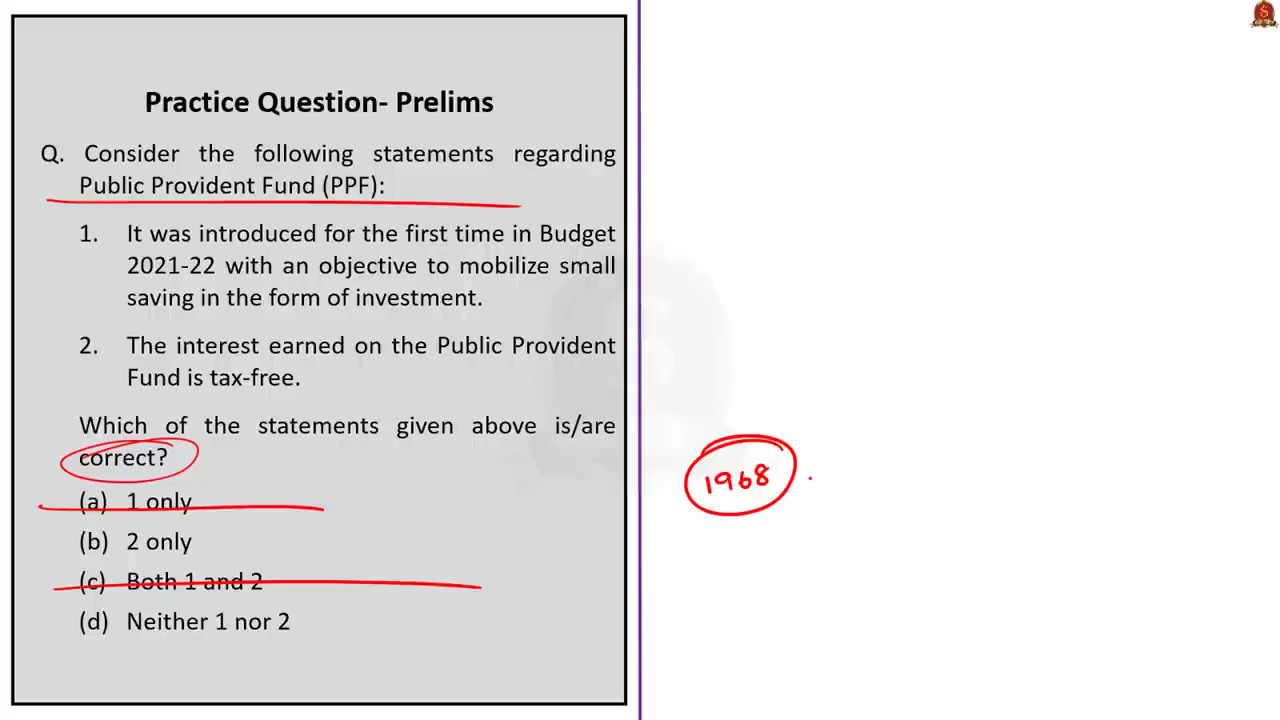 Practice Question- Prelims
Q. Consider the following statements regarding
Public Provident Fund (PPF):
1. It was introduced for the first time in Budget
2021-22 with an objective to mobilize small
saving in the form of investment.
2. The interest earned on the Public Provident
Fund is tax-free.
Which of the statements given above is/are
correct?
(a) 1 only
(b) 2 only
(c) Both 1 and 2
(d) Neither 1 nor 2
1968